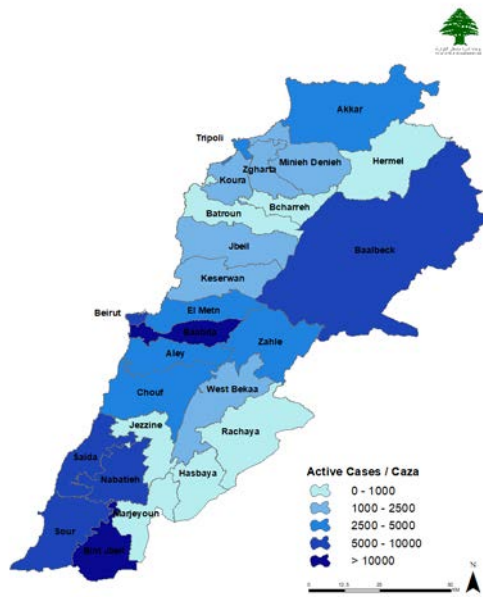 Akkar
Tripoli
Hermel
Minieh Denieh
Zgharta
Koura
Bcharreh
Batroun
Jbeil
Baalbeck
Keserwan
El Metn
Beirut
Baabda
Zahle
Aley
West Bekaa
Chouf
Jezzine
Rachaya
Saida
Hasbaya
Nabatieh
Marjeyoun
Sour
Bint Jbeil
Active Cases / Caza
0 - 1000
1000 - 2500
2500 - 5000
5000 - 10000
> 10000
N
0 12.5 25 50
KM